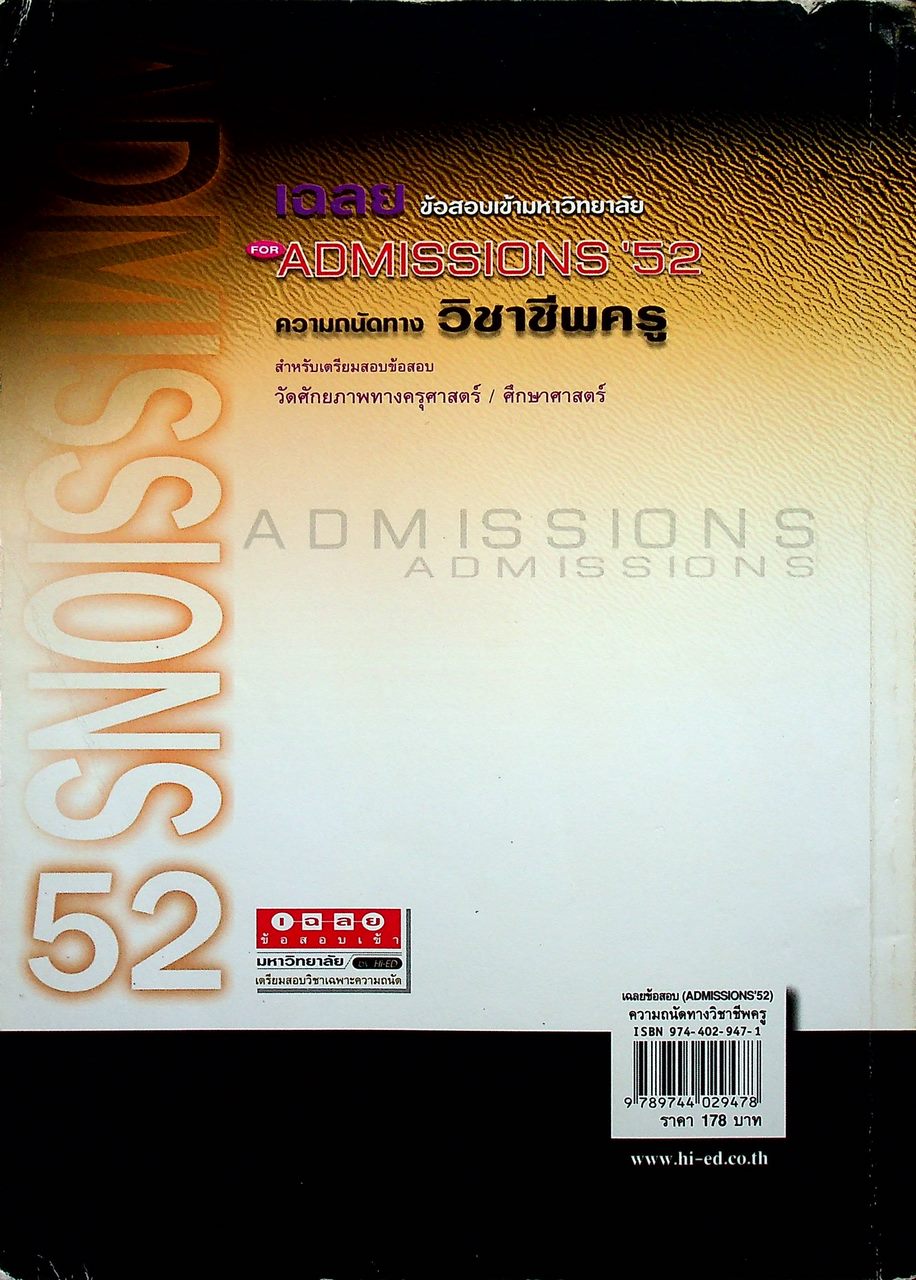 ADMISSIONS 52
เฉลย ข้อสอบเข้ามหาวิทยาลัย
FOR ADMISSIONS '52
ความถนัดทาง วิชาชีพครู
สำหรับเตรียมสอบข้อสอบ
วัดศักยภาพทางครุศาสตร์ / ศึกษาศาสตร์
ADMISSIONS
ADMISSIONS
เฉลย
ข้อสอบเข้า
มหาวิทยาลัย / BY HI-ED
เตรียมสอบวิชาเฉพาะความถนัด
เฉลยข้อสอบ (ADMISSIONS'52)
ความถนัดทางวิชาชีพครู
ISBN 974-402-947-1
9 789744 029478
ราคา 178 บาท
www.hi-ed.co.th